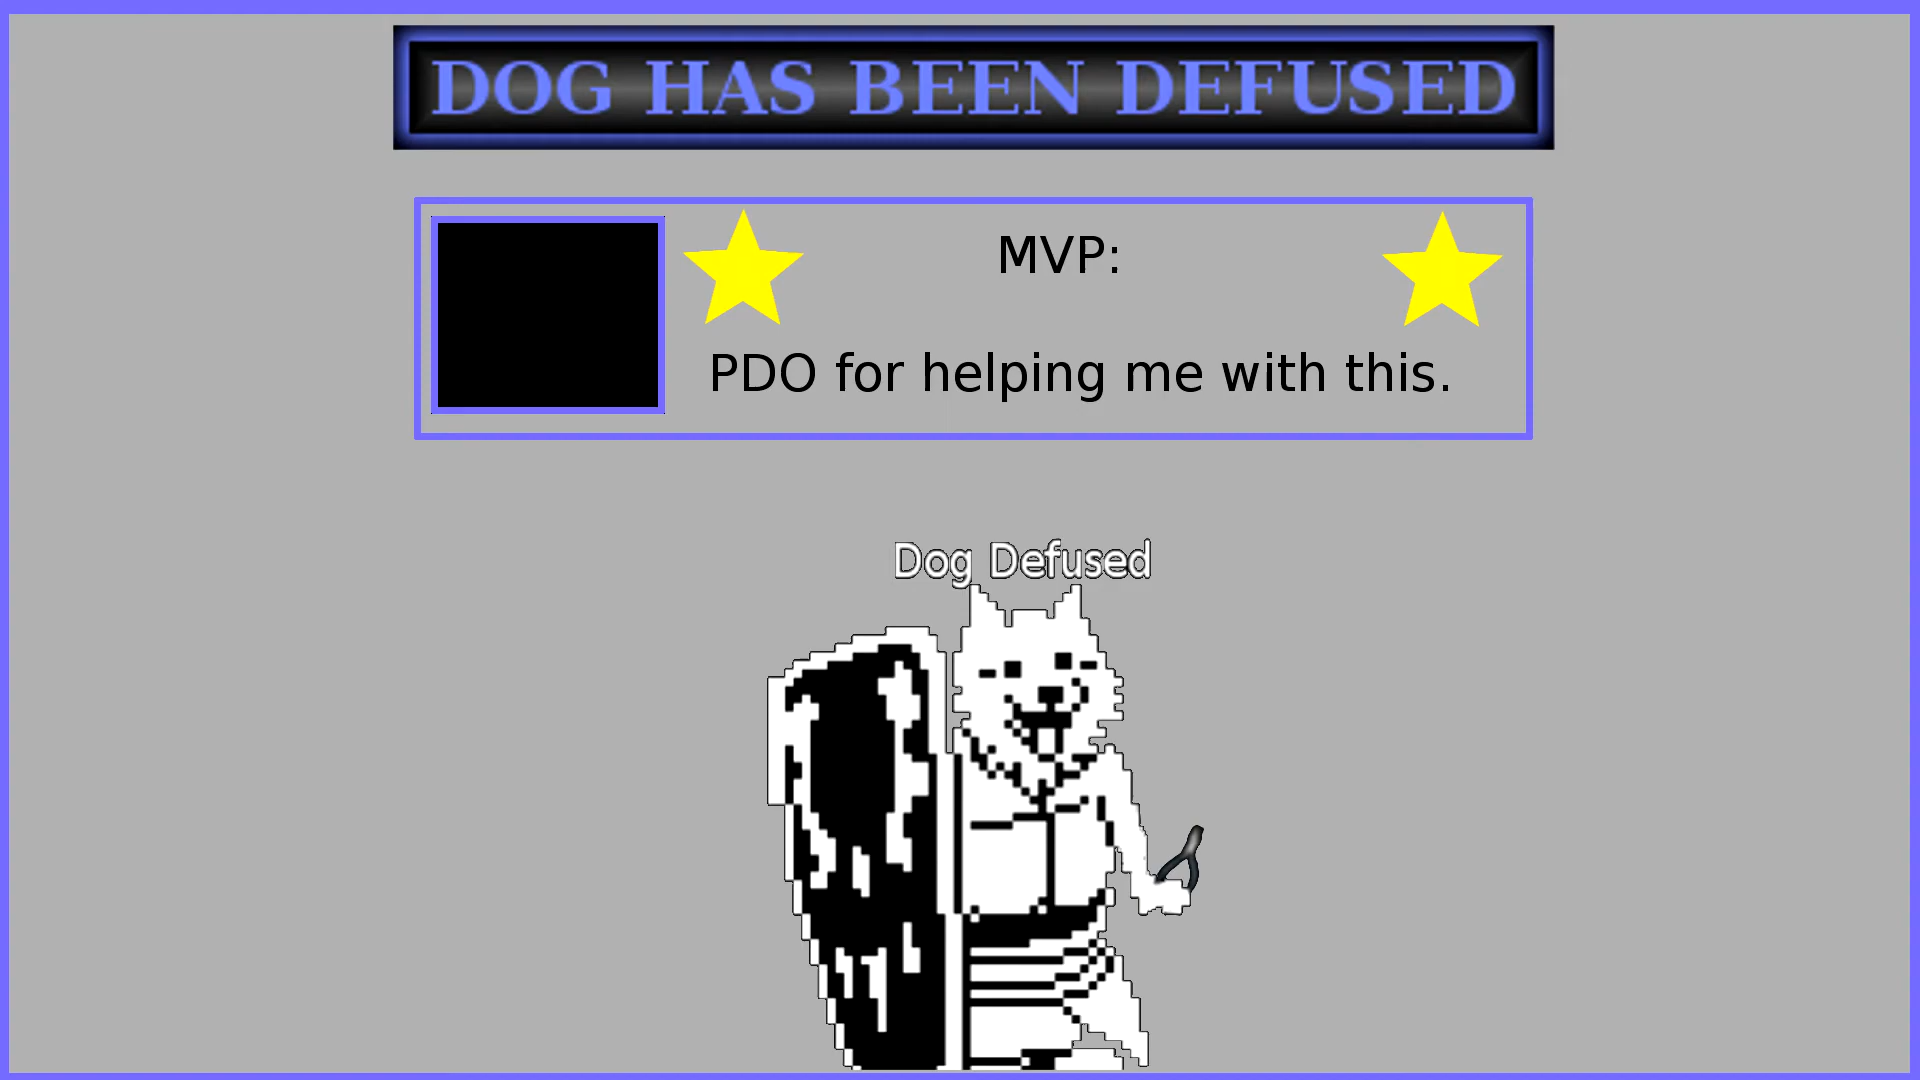 DOG HAS BEEN DEFUSED
MVP:
PDO for helping me with this.
Dog Defused